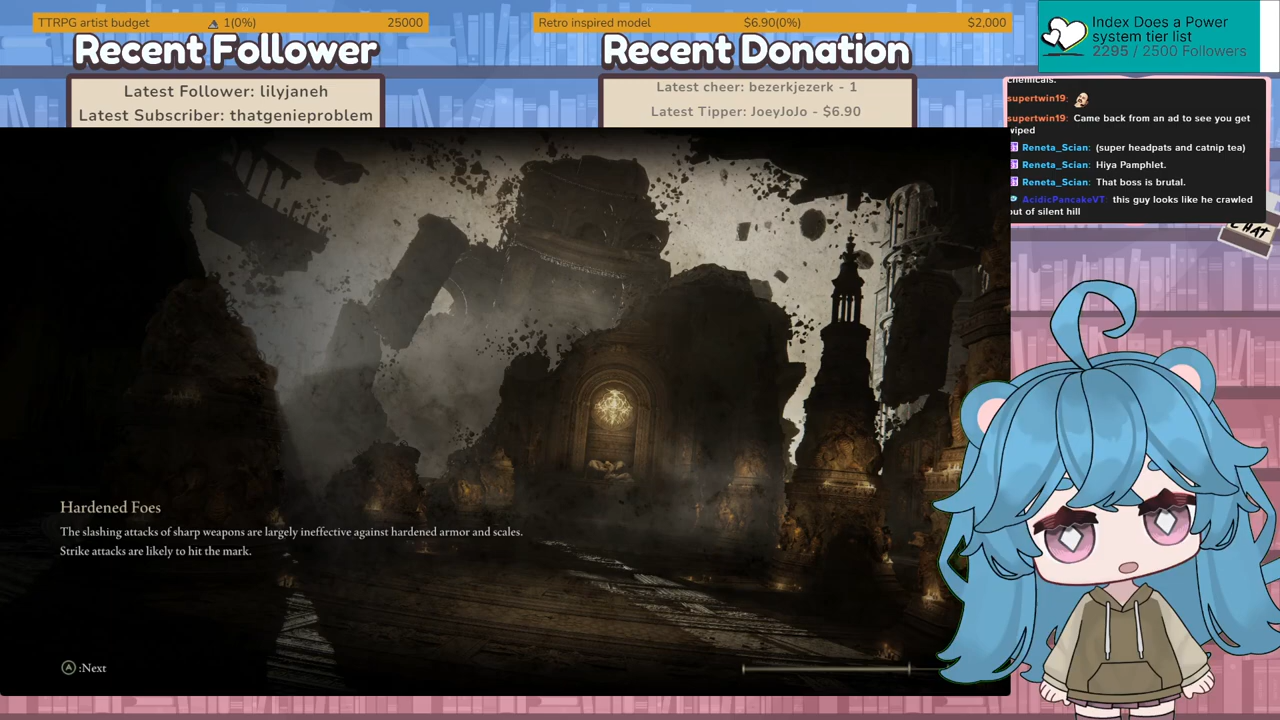 TTRPG artist budget 1(0%) 25000
Retro inspired model $6.90(0%) $2,000
Recent Follower
Latest Follower: lilyjaneh
Latest Subscriber: thatgenieproblem
Recent Donation
Latest cheer: bezerkjezerk - 1
Latest Tipper: JoeyJoJo - $6.90
Index Does a Power
system tier list
2295 / 2500 Followers
chemicals.
supertwin19:
supertwin19: Came back from an ad to see you get
wiped
Reneta_Scian: (super headpats and catnip tea)
Reneta_Scian: Hiya Pamphlet.
Reneta_Scian: That boss is brutal.
AcidicPancakeVT: this guy looks like he crawled
out of silent hill
CHAT
Hardened Foes
The slashing attacks of sharp weapons are largely ineffective against hardened armor and scales.
Strike attacks are likely to hit the mark.
A :Next